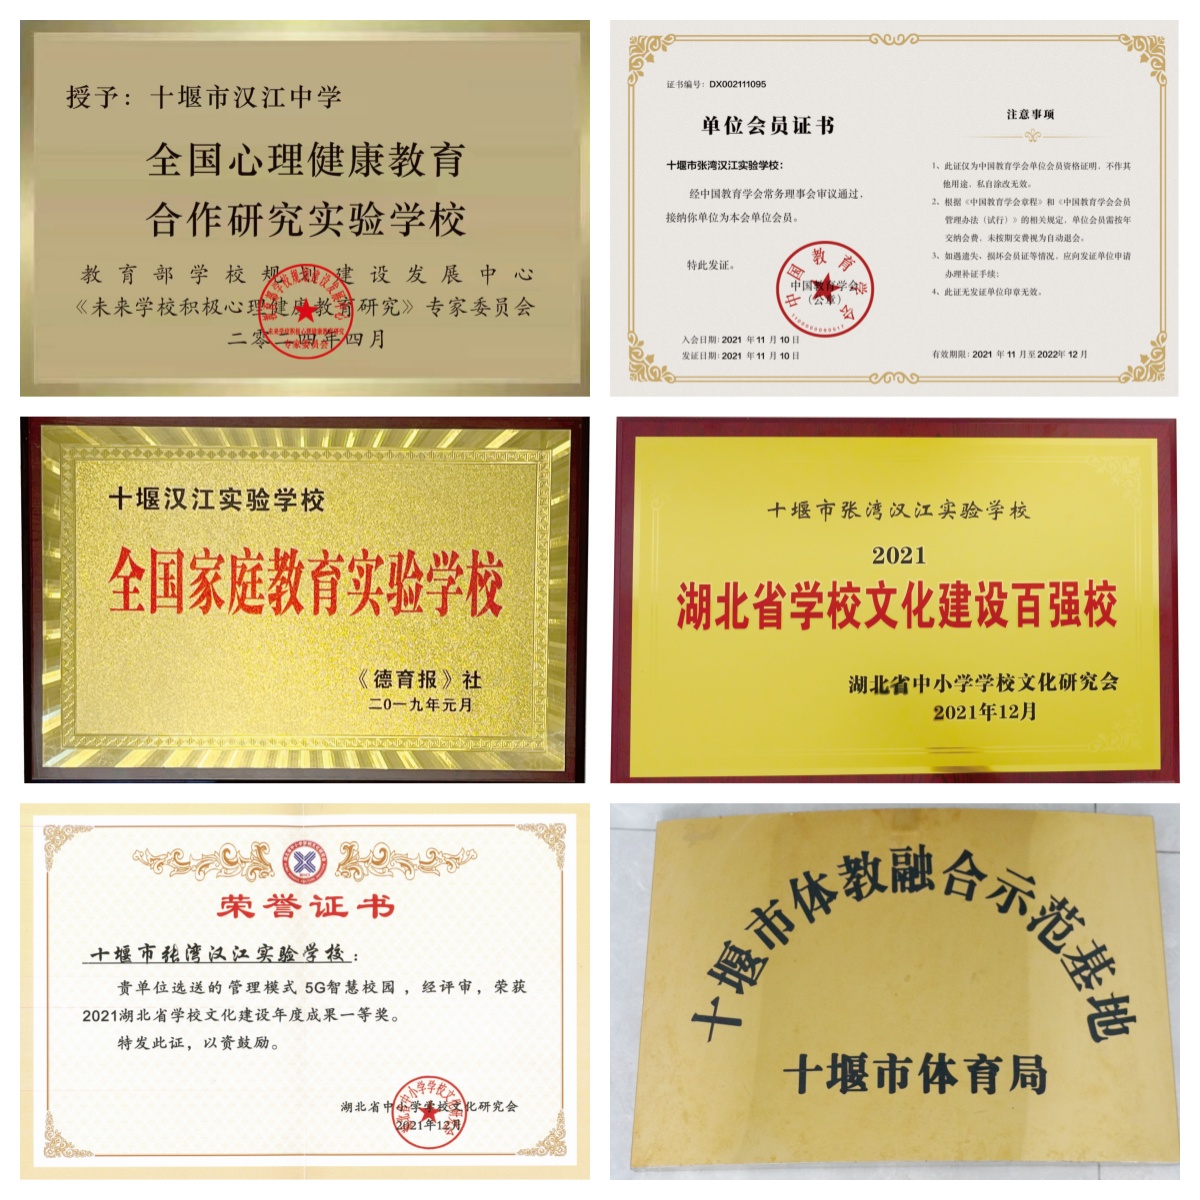 授予：十堰市汉江中学
全国心理健康教育
合作研究实验学校
教育部学校规划建设发展中心
《未来学校积极心理健康教育研究》专家委员会
二零二四年四月
专家委员会
证书编号：DX002111095
单位会员证书
十堰市张湾汉江实验学校：
经中国教育学会常务理事会审议通过，
接纳你单位为本会单位会员。
特此发证。
中国教育学会
（公章）
中国教育学会
入会日期：2021 年 11 月 10 日
发证日期：2021 年 11 月 10 日
注意事项
1、此证仅为中国教育学会单位会员资格证明，不作其
他用途，私自涂改无效。
2、根据《中国教育学会章程》和《中国教育学会会员
管理办法（试行）》的相关规定，单位会员需按年
交纳会费，未按期交费视为自动退会。
3、如遇遗失、损坏会员证等情况，应向发证单位申请
办理补证手续；
4、此证无发证单位印章无效。
有效期限：2021 年 11 月至 2022年 12 月
十堰汉江实验学校
全国家庭教育实验学校
《德育报》社
二0一九年元月
十堰市张湾汉江实验学校
2021
湖北省学校文化建设百强校
湖北省中小学学校文化研究会
2021年12月
荣誉证书
十堰市张湾汉江实验学校：
贵单位选送的 管理模式 5G智慧校园 ，经评审，荣获
2021湖北省学校文化建设年度成果一等奖。
特发此证，以资鼓励。
湖北省中小学学校文化研究会
2021年12月
十堰市体教融合示范基地
十堰市体育局